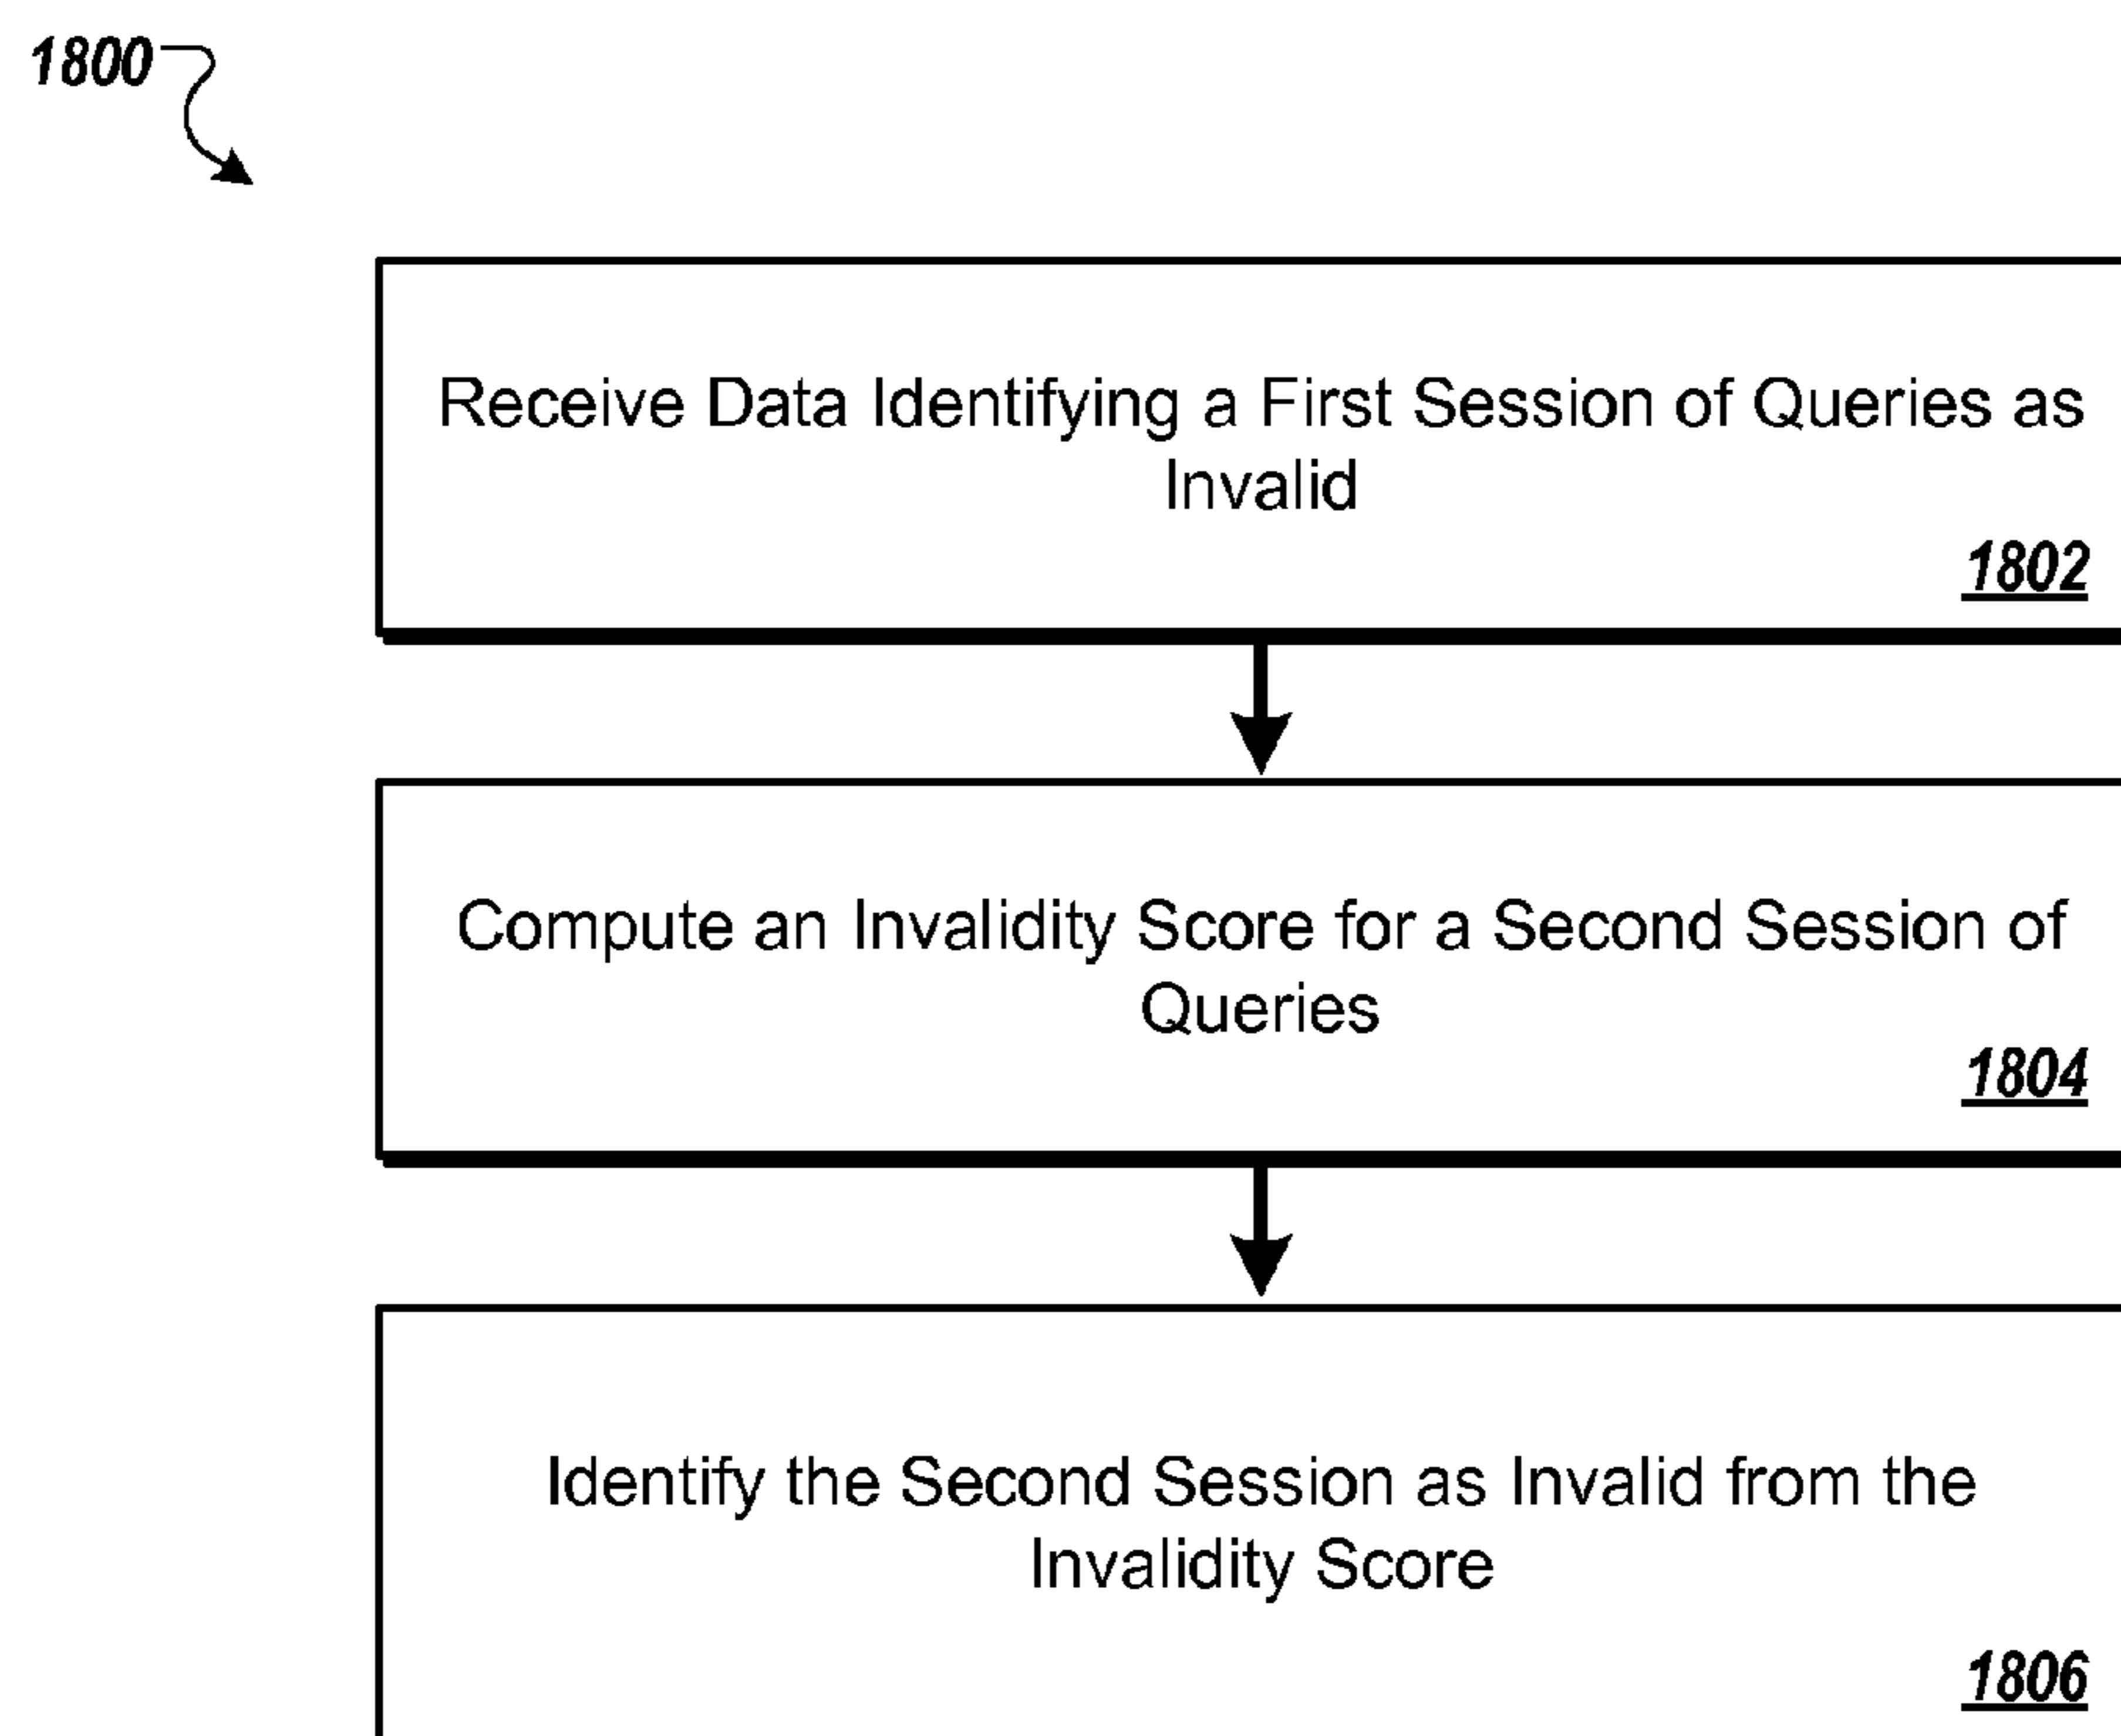 1800
Receive Data Identifying a First Session of Queries as
Invalid
1802
Compute an Invalidity Score for a Second Session of
Queries
1804
Identify the Second Session as Invalid from the
Invalidity Score
1806